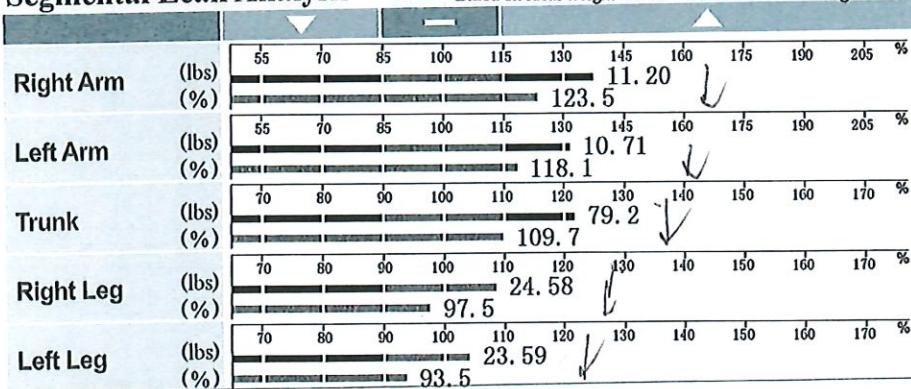 55 70 85 100 115 130 145 160 175 190 205 %
Right Arm (lbs) 11.20
(%) 123.5
55 70 85 100 115 130 145 160 175 190 205 %
Left Arm (lbs) 10.71
(%) 118.1
70 80 90 100 110 120 130 140 150 160 170 %
Trunk (lbs) 79.2
(%) 109.7
70 80 90 100 110 120 130 140 150 160 170 %
Right Leg (lbs) 24.58
(%) 97.5
70 80 90 100 110 120 130 140 150 160 170 %
Left Leg (lbs) 23.59
(%) 93.5